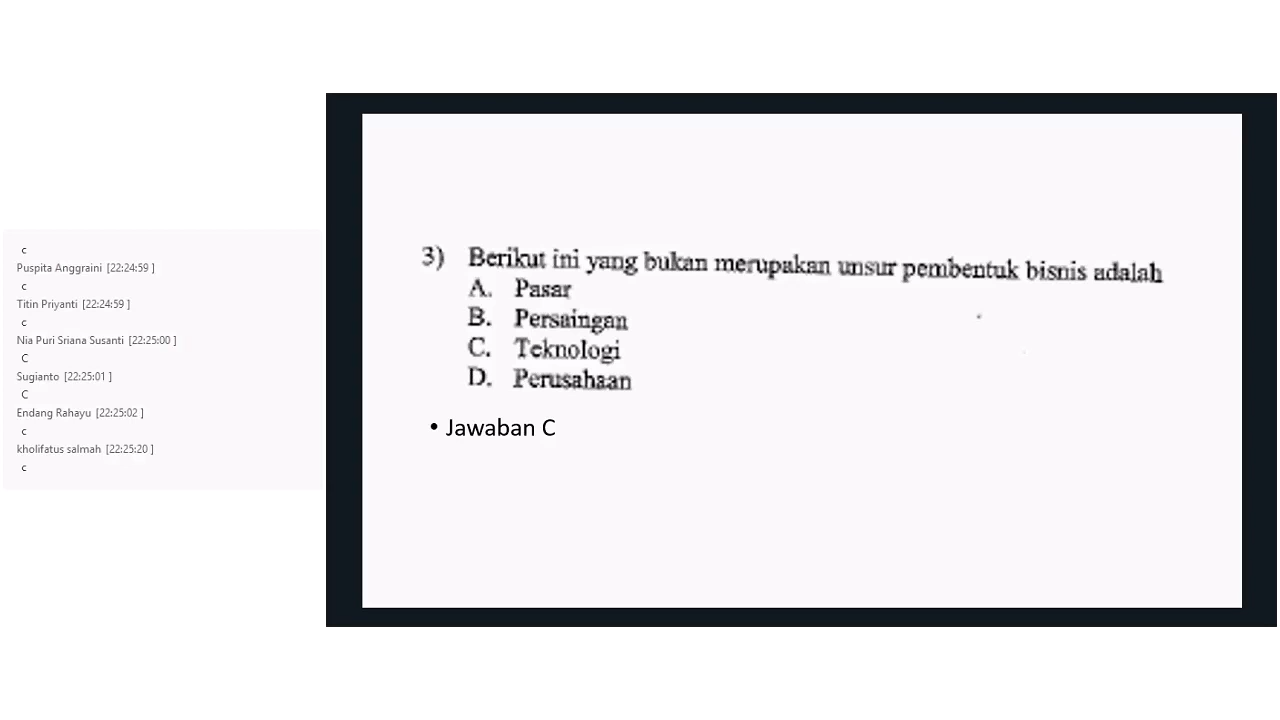 c
Puspita Anggraini [22:24:59 ]
c
Titin Priyanti [22:24:59 ]
c
Nia Puri Sriana Susanti [22:25:00 ]
C
Sugianto [22:25:01 ]
C
Endang Rahayu [22:25:02 ]
c
kholifatus salmah [22:25:20 ]
c
3) Berikut ini yang bukan merupakan unsur pembentuk bisnis adalah
A. Pasar
B. Persaingan
C. Teknologi
D. Perusahaan
• Jawaban C